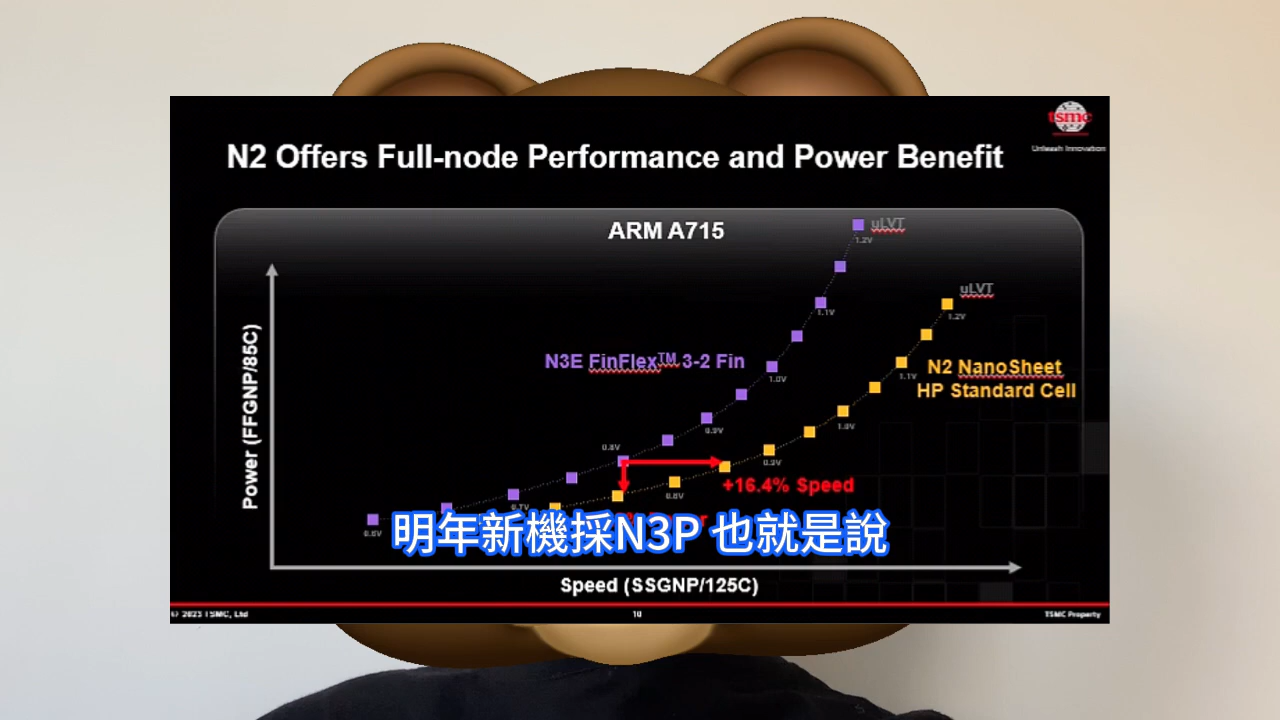 tsmc
Unleash Innovation
N2 Offers Full-node Performance and Power Benefit
ARM A715
uLVT
1.2V
uLVT
1.2V
1.1V
N3E FinFlex™ 3-2 Fin
N2 NanoSheet
HP Standard Cell
1.0V
1.1V
0.9V
1.0V
0.8V
0.9V
+16.4% Speed
0.8V
0.7V
0.6V
Power (FFGNP/85C)
明年新機採N3P 也就是說
Speed (SSGNP/125C)
© 2023 TSMC, Ltd
10
TSMC Property